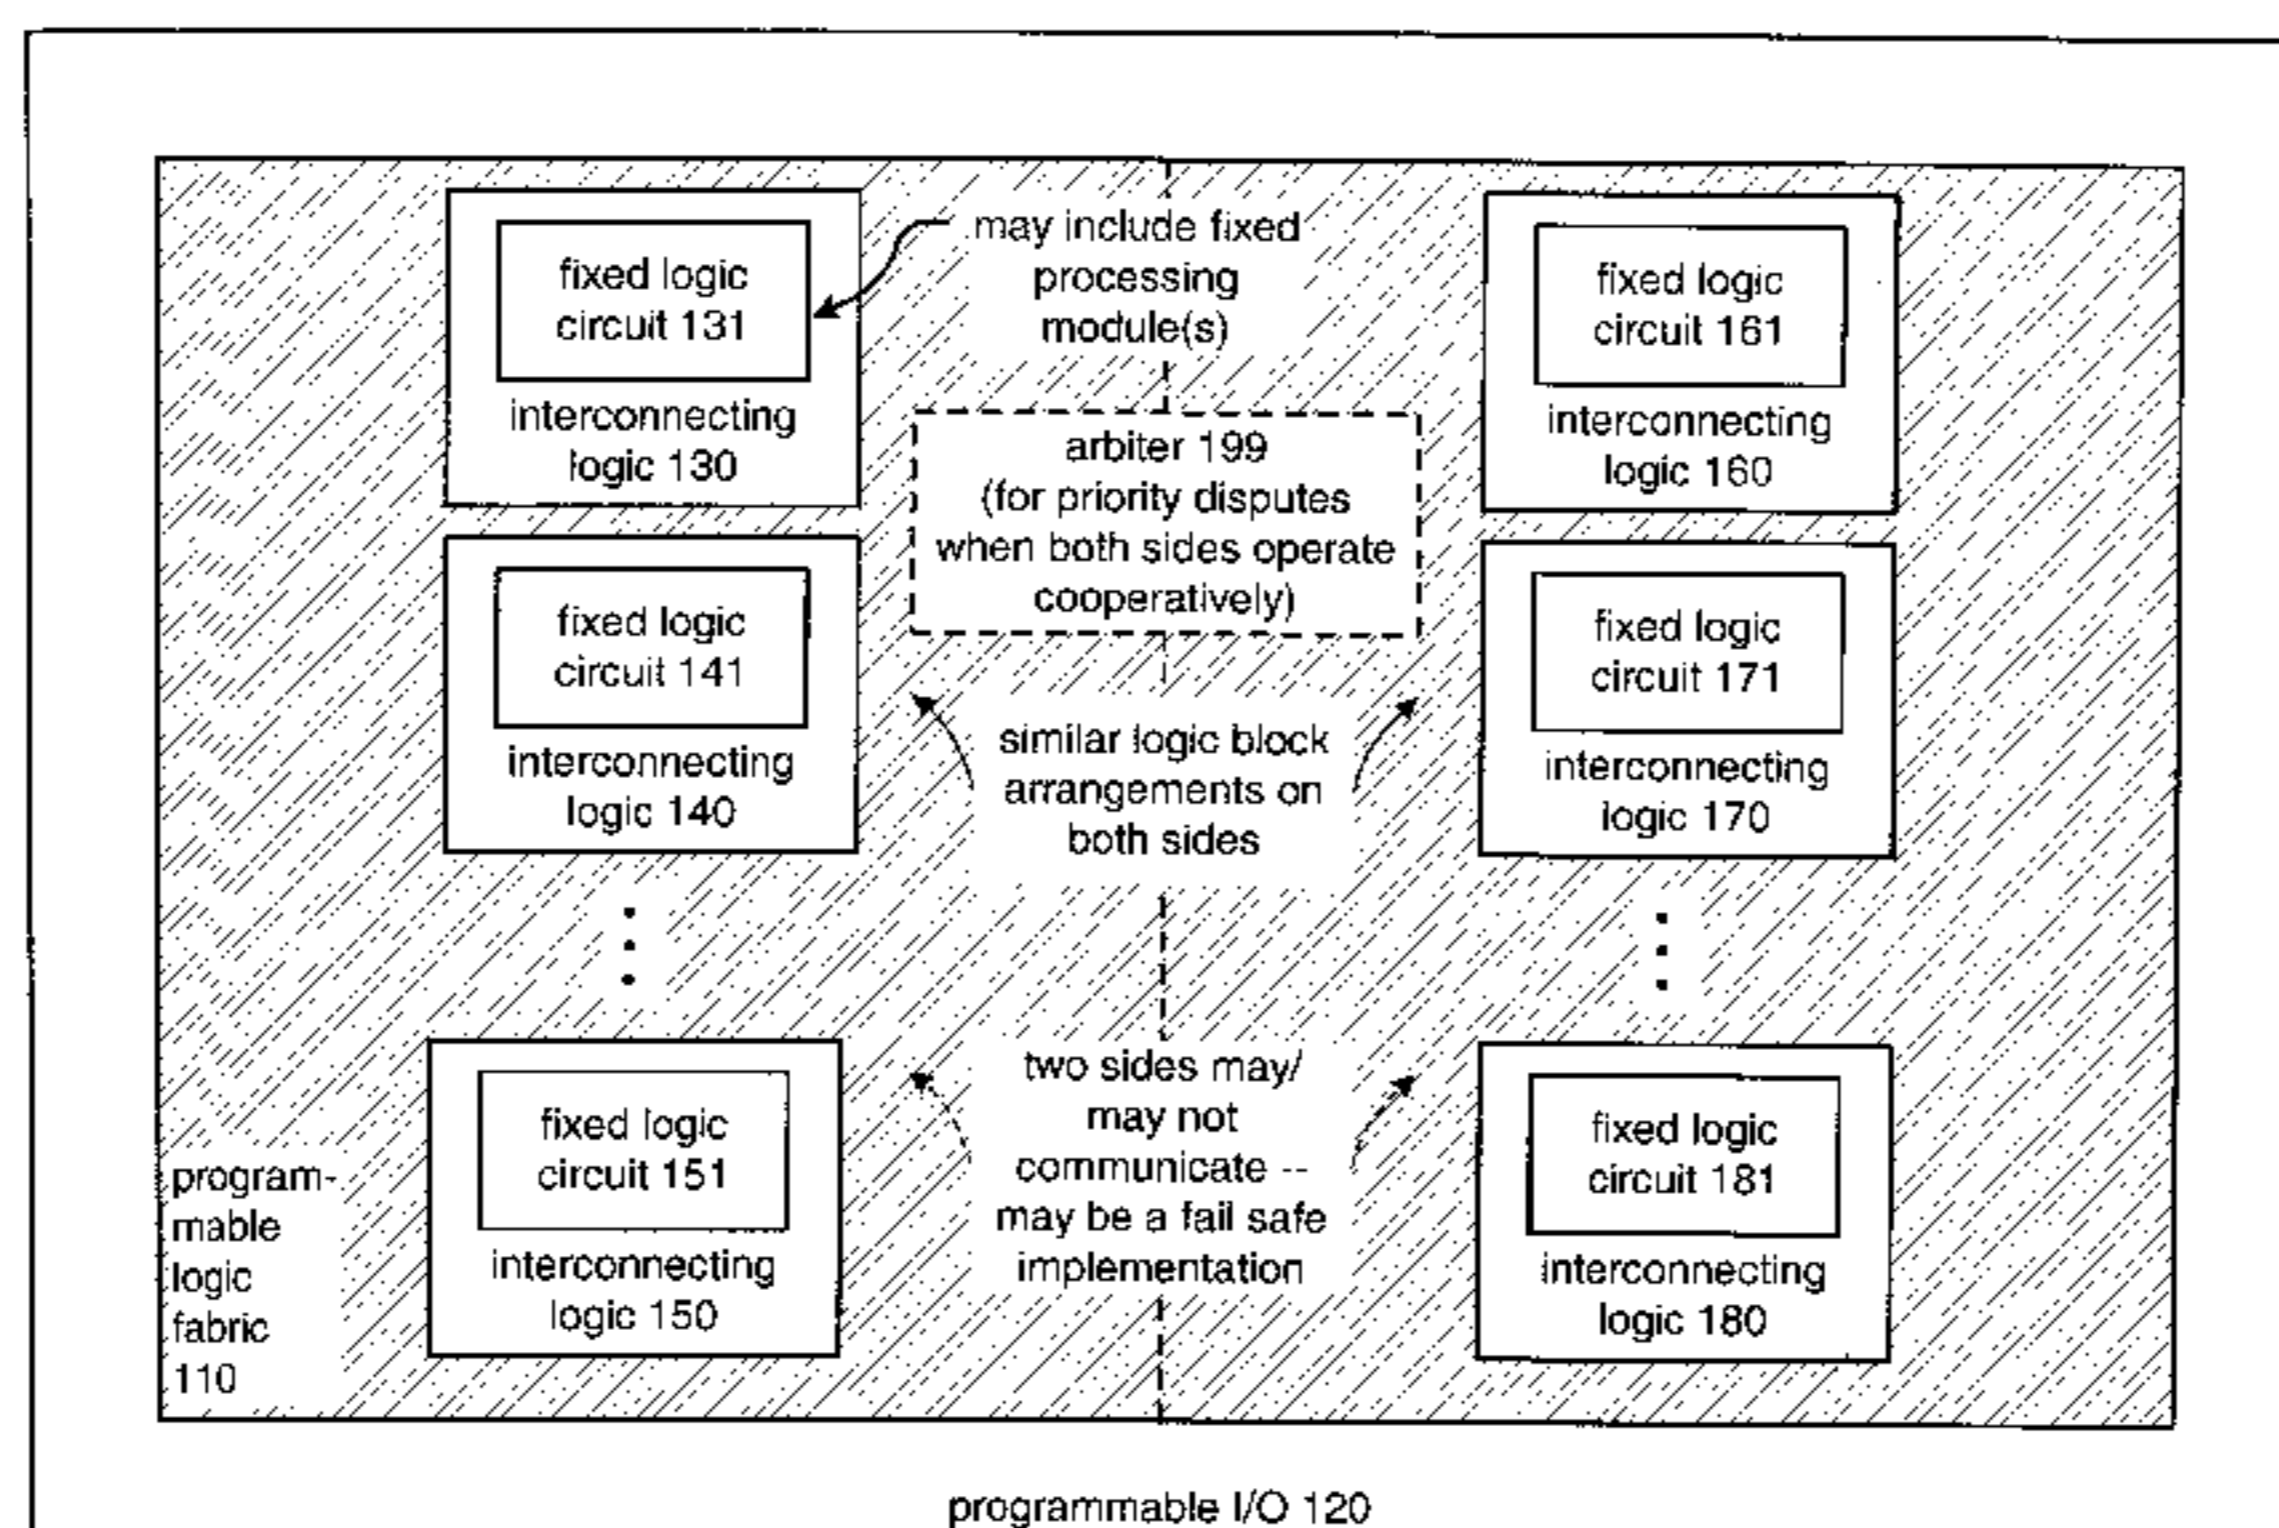 fixed logic
circuit 131
interconnecting
logic 130
fixed logic
circuit 141
interconnecting
logic 140
fixed logic
circuit 151
interconnecting
logic 150
program-
mable
logic
fabric
110
may include fixed
processing
module(s)
arbiter 199
(for priority disputes
when both sides operate
cooperatively)
similar logic block
arrangements on
both sides
two sides may/
may not
communicate --
may be a fail safe
implementation
fixed logic
circuit 161
interconnecting
logic 160
fixed logic
circuit 171
interconnecting
logic 170
fixed logic
circuit 181
interconnecting
logic 180
programmable I/O 120